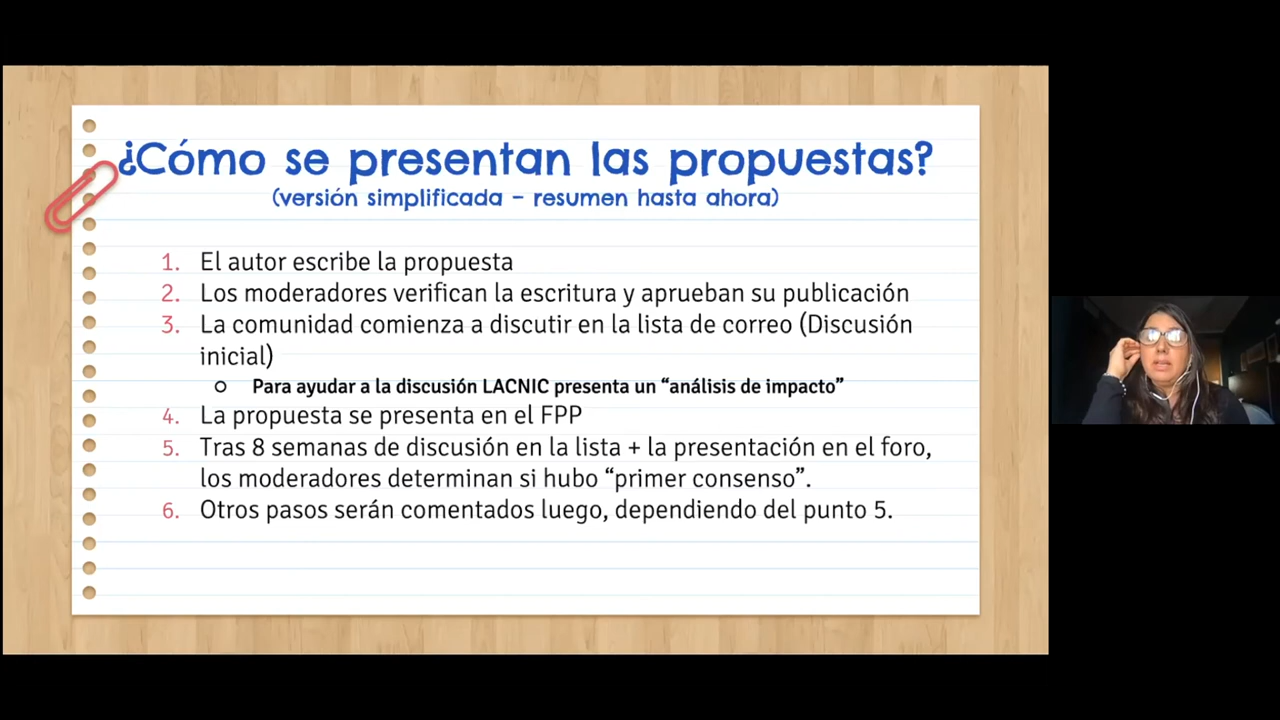 ¿Cómo se presentan las propuestas?
(versión simplificada - resumen hasta ahora)
1. El autor escribe la propuesta
2. Los moderadores verifican la escritura y aprueban su publicación
3. La comunidad comienza a discutir en la lista de correo (Discusión
inicial)
Para ayudar a la discusión LACNIC presenta un “análisis de impacto”
4. La propuesta se presenta en el FPP
5. Tras 8 semanas de discusión en la lista + la presentación en el foro,
los moderadores determinan si hubo “primer consenso”.
6. Otros pasos serán comentados luego, dependiendo del punto 5.